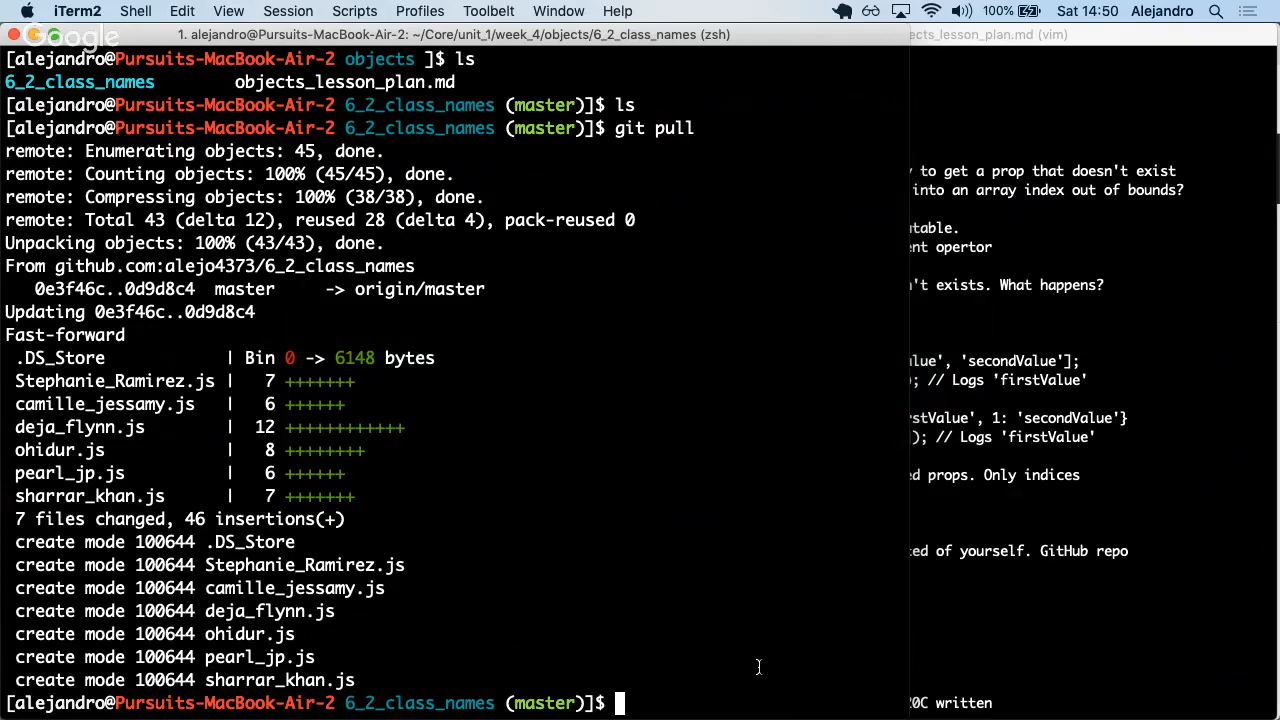 iTerm2 Shell Edit View Session Scripts Profiles Toolbelt Window Help 100% Sat 14:50 Alejandro
Google
1. alejandro@Pursuits-MacBook-Air-2: ~/Core/unit_1/week_4/objects/6_2_class_names (zsh)
cts_lesson_plan.md (vim)
[alejandro@Pursuits-MacBook-Air-2 objects ]$ ls
6_2_class_names objects_lesson_plan.md
[alejandro@Pursuits-MacBook-Air-2 6_2_class_names (master)]$ ls
[alejandro@Pursuits-MacBook-Air-2 6_2_class_names (master)]$ git pull
remote: Enumerating objects: 45, done.
remote: Counting objects: 100% (45/45), done.
remote: Compressing objects: 100% (38/38), done.
remote: Total 43 (delta 12), reused 28 (delta 4), pack-reused 0
Unpacking objects: 100% (43/43), done.
From github.com:alejo4373/6_2_class_names
0e3f46c..0d9d8c4 master -> origin/master
Updating 0e3f46c..0d9d8c4
Fast-forward
.DS_Store | Bin 0 -> 6148 bytes
Stephanie_Ramirez.js | 7 +++++++
camille_jessamy.js | 6 ++++++
deja_flynn.js | 12 ++++++++++++
ohidur.js | 8 ++++++++
pearl_jp.js | 6 ++++++
sharrar_khan.js | 7 +++++++
7 files changed, 46 insertions(+)
create mode 100644 .DS_Store
create mode 100644 Stephanie_Ramirez.js
create mode 100644 camille_jessamy.js
create mode 100644 deja_flynn.js
create mode 100644 ohidur.js
create mode 100644 pearl_jp.js
create mode 100644 sharrar_khan.js
[alejandro@Pursuits-MacBook-Air-2 6_2_class_names (master)]$
to get a prop that doesn't exist
into an array index out of bounds?
utable.
ent opertor
n't exists. What happens?
alue', 'secondValue'];
); // Logs 'firstValue'
rstValue', 1: 'secondValue'}
]); // Logs 'firstValue'
ed props. Only indices
ted of yourself. GitHub repo
20C written